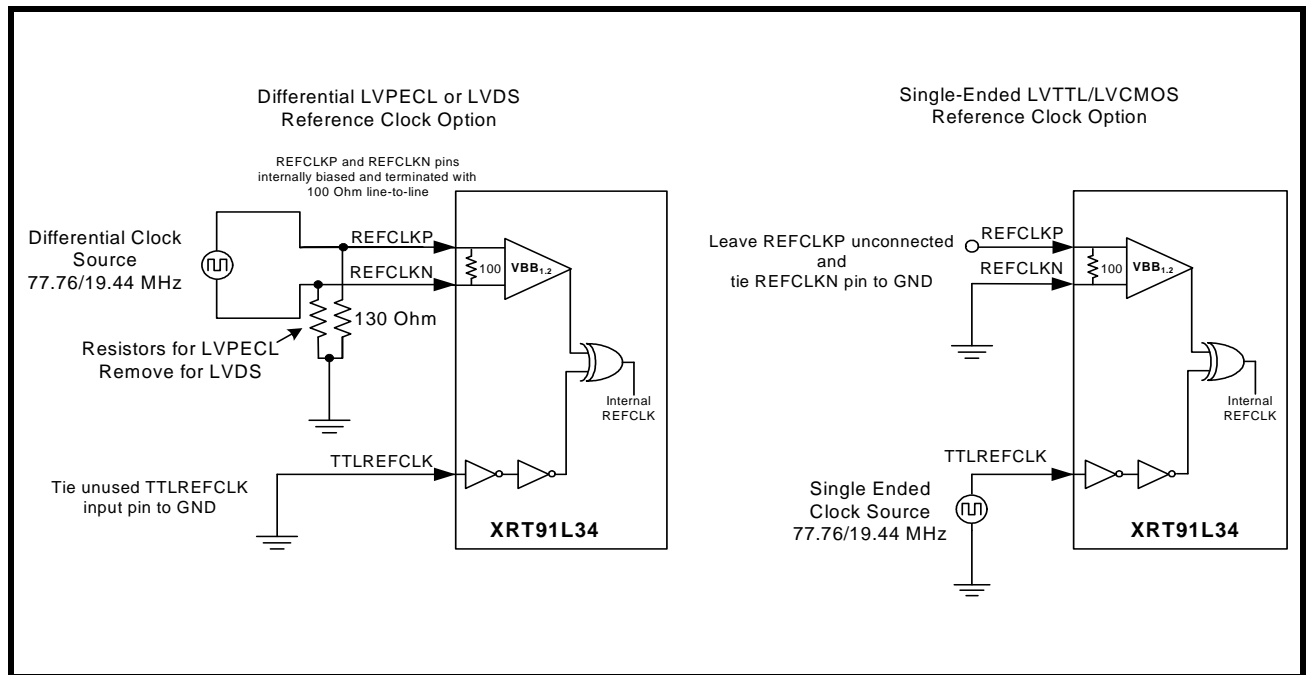 Differential LVPECL or LVDS
Reference Clock Option
REFCLKP and REFCLKN pins
internally biased and terminated with
100 Ohm line-to-line
Differential Clock
Source
77.76/19.44 MHz
REFCLKP
REFCLKN
100
VBB1.2
130 Ohm
Resistors for LVPECL
Remove for LVDS
Internal
REFCLK
TTLREFCLK
Tie unused TTLREFCLK
input pin to GND
XRT91L34
Single-Ended LVTTL/LVCMOS
Reference Clock Option
Leave REFCLKP unconnected
and
tie REFCLKN pin to GND
REFCLKP
REFCLKN
100
VBB1.2
Internal
REFCLK
TTLREFCLK
Single Ended
Clock Source
77.76/19.44 MHz
XRT91L34